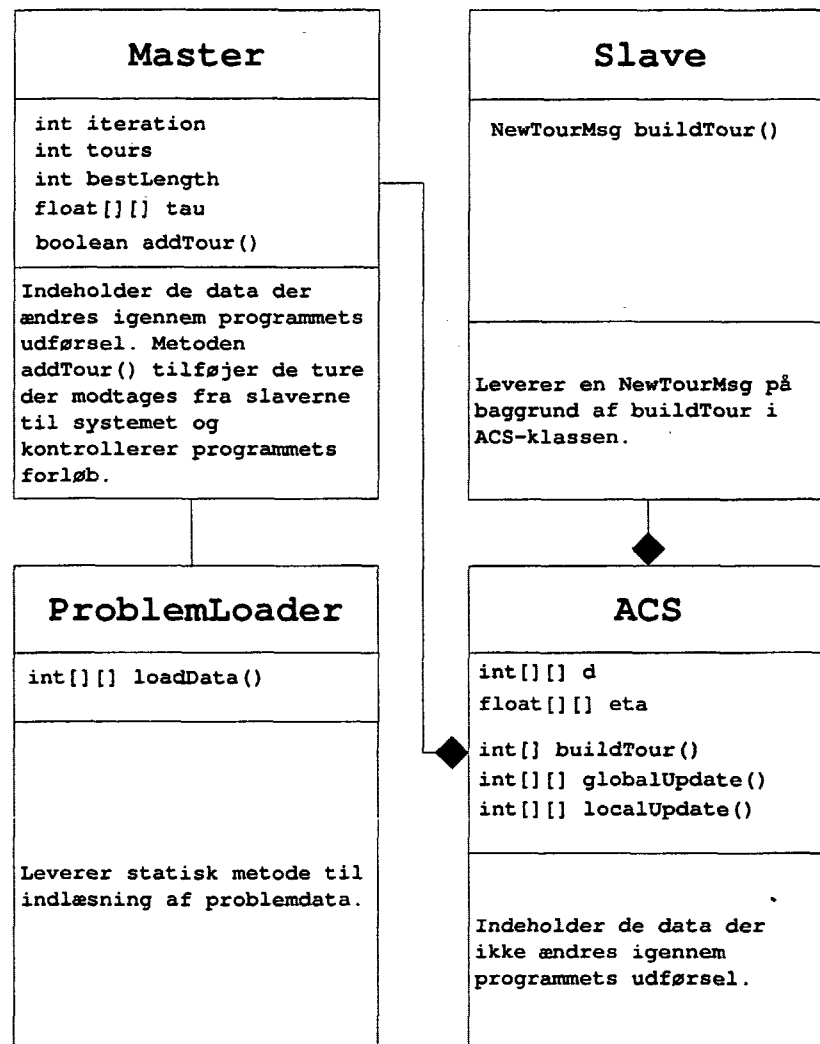 Master
int iteration
int tours
int bestLength
float[][] tau
boolean addTour()
Indeholder de data der
ændres igennem programmets
udførsel. Metoden
addTour() tilføjer de ture
der modtages fra slaverne
til systemet og
kontrollerer programmets
forløb.
Slave
NewTourMsg buildTour()
Leverer en NewTourMsg på
baggrund af buildTour i
ACS-klassen.
ProblemLoader
int[][] loadData()
Leverer statisk metode til
indlæsning af problemdata.
ACS
int[][] d
float[][] eta
int[] buildTour()
int[][] globalUpdate()
int[][] localUpdate()
Indeholder de data der
ikke ændres igennem
programmets udførsel.